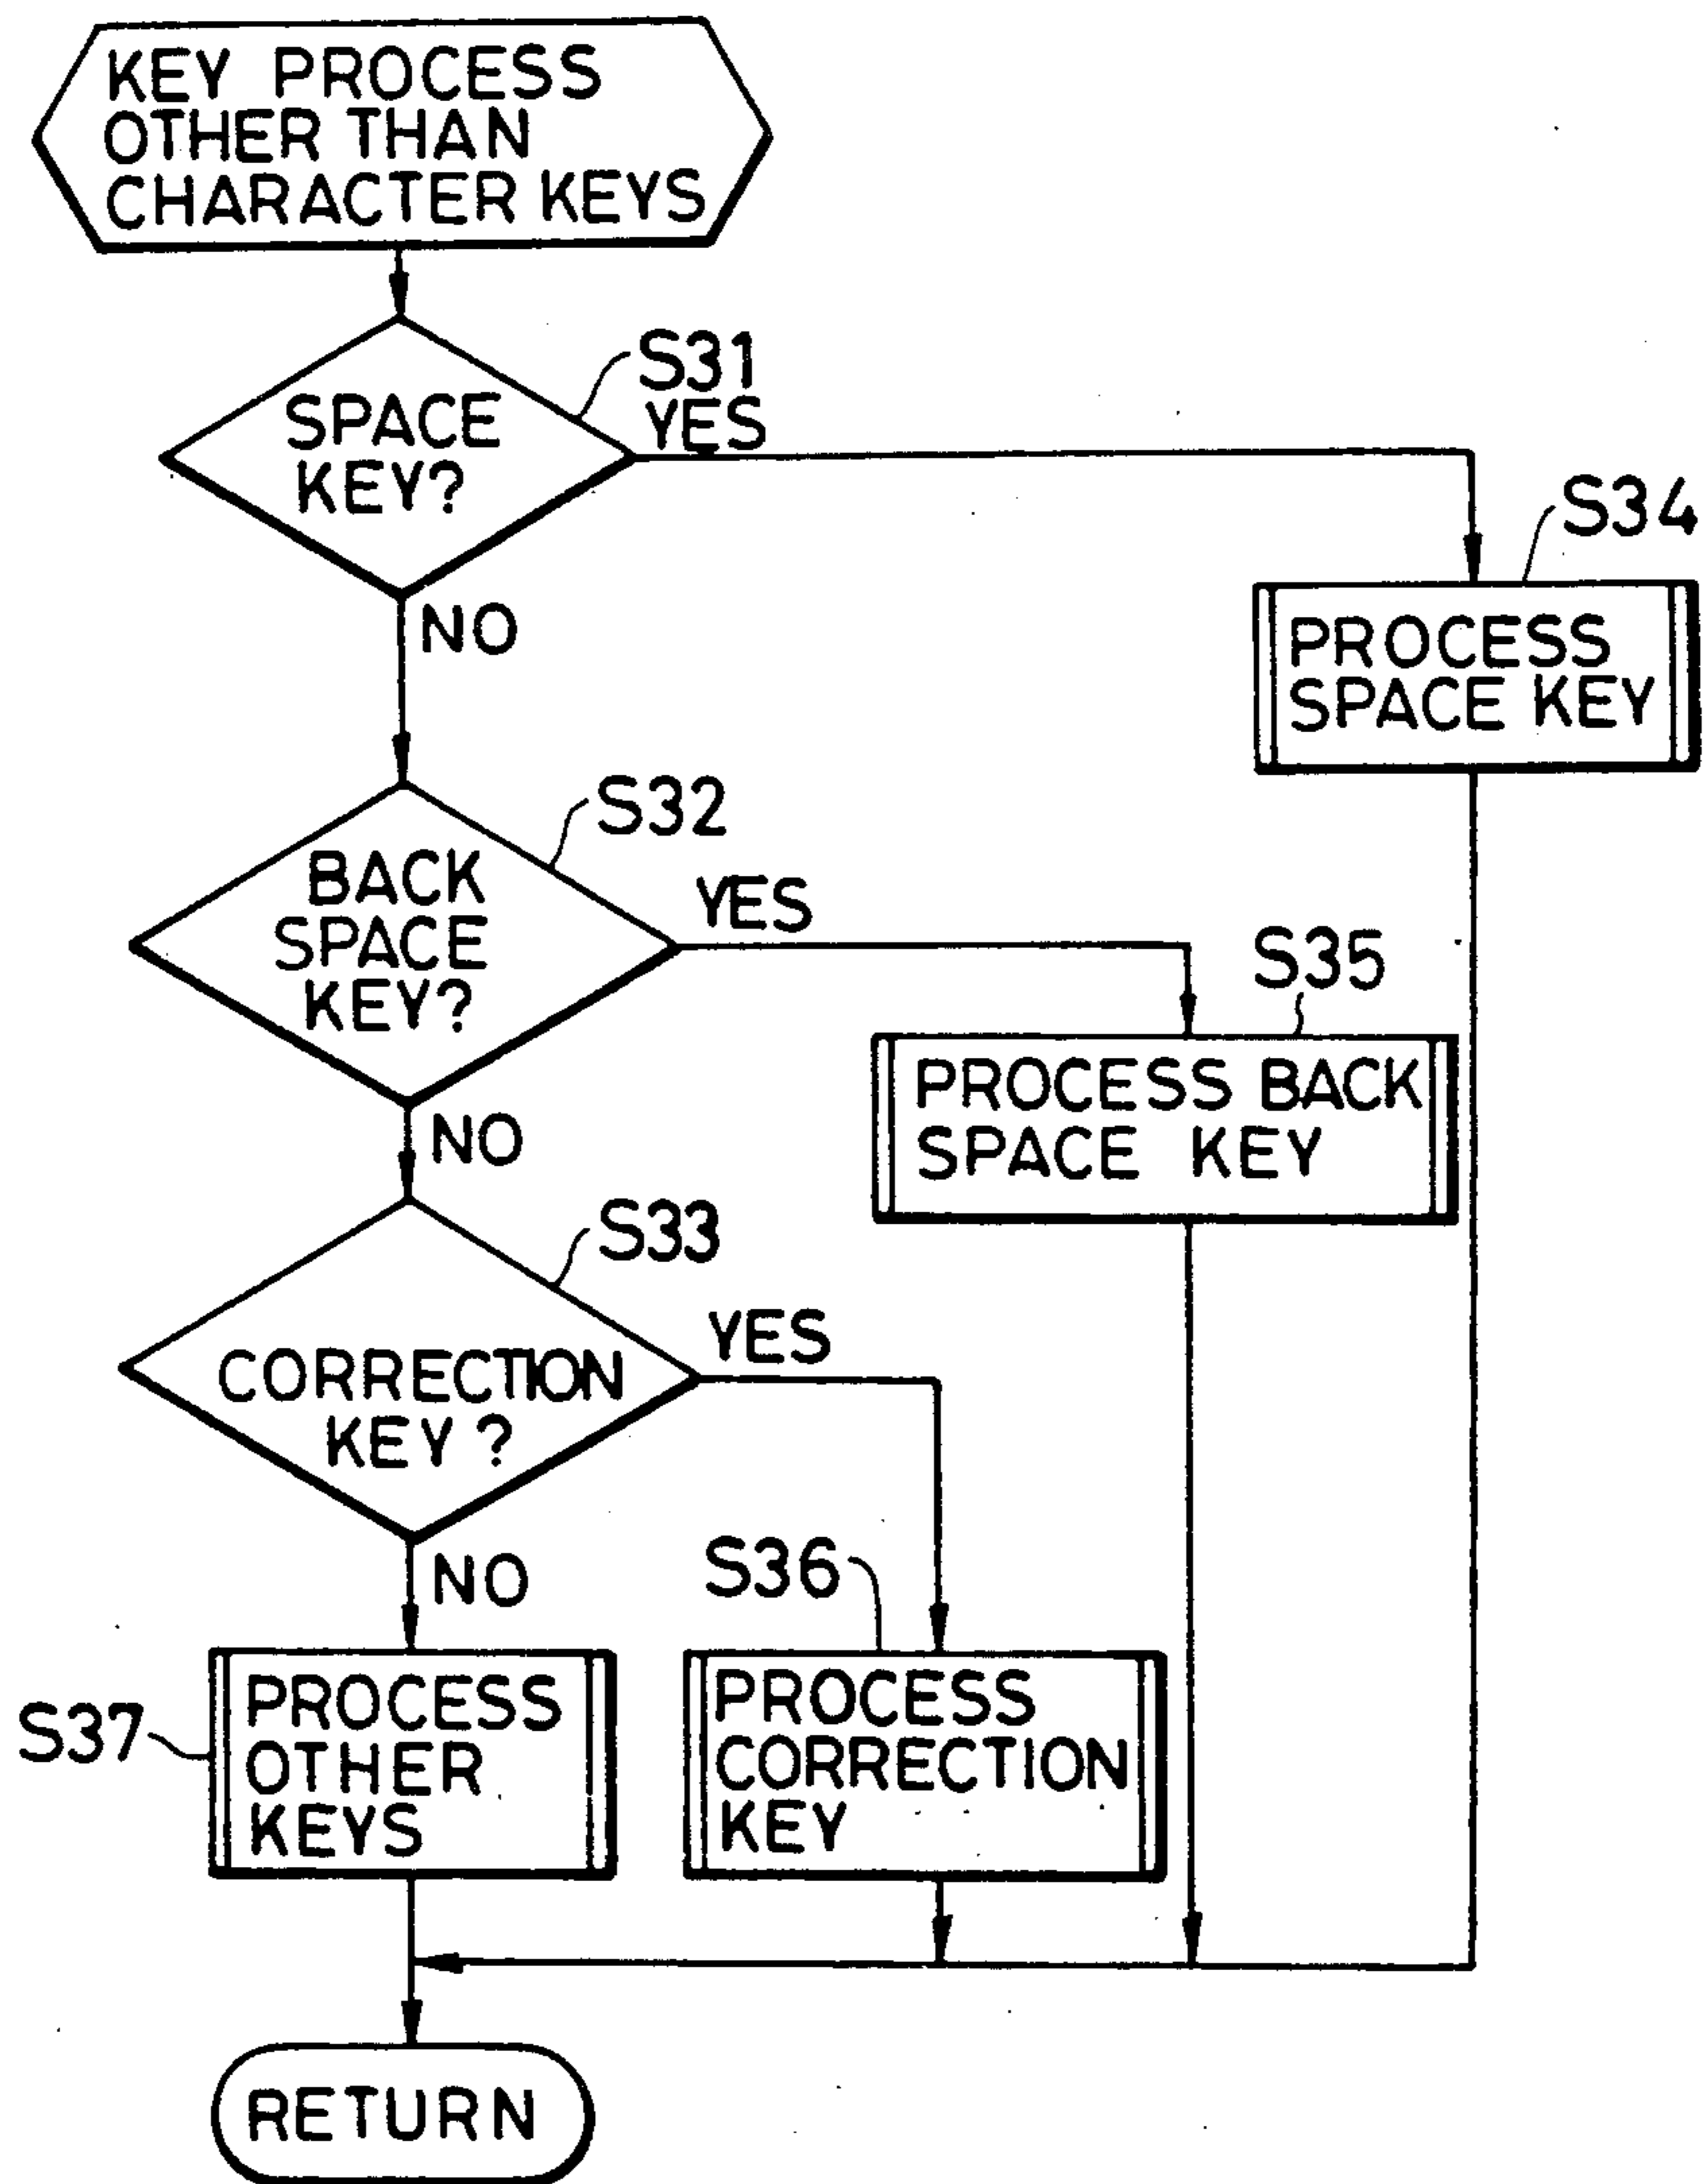 KEY PROCESS
OTHER THAN
CHARACTER KEYS
S31
YES
SPACE
KEY?
NO
S34
PROCESS
SPACE KEY
S32
BACK
SPACE
KEY?
YES
NO
S35
PROCESS BACK
SPACE KEY
S33
CORRECTION
KEY?
YES
NO
S36
PROCESS
CORRECTION
KEY
S37
PROCESS
OTHER
KEYS
RETURN